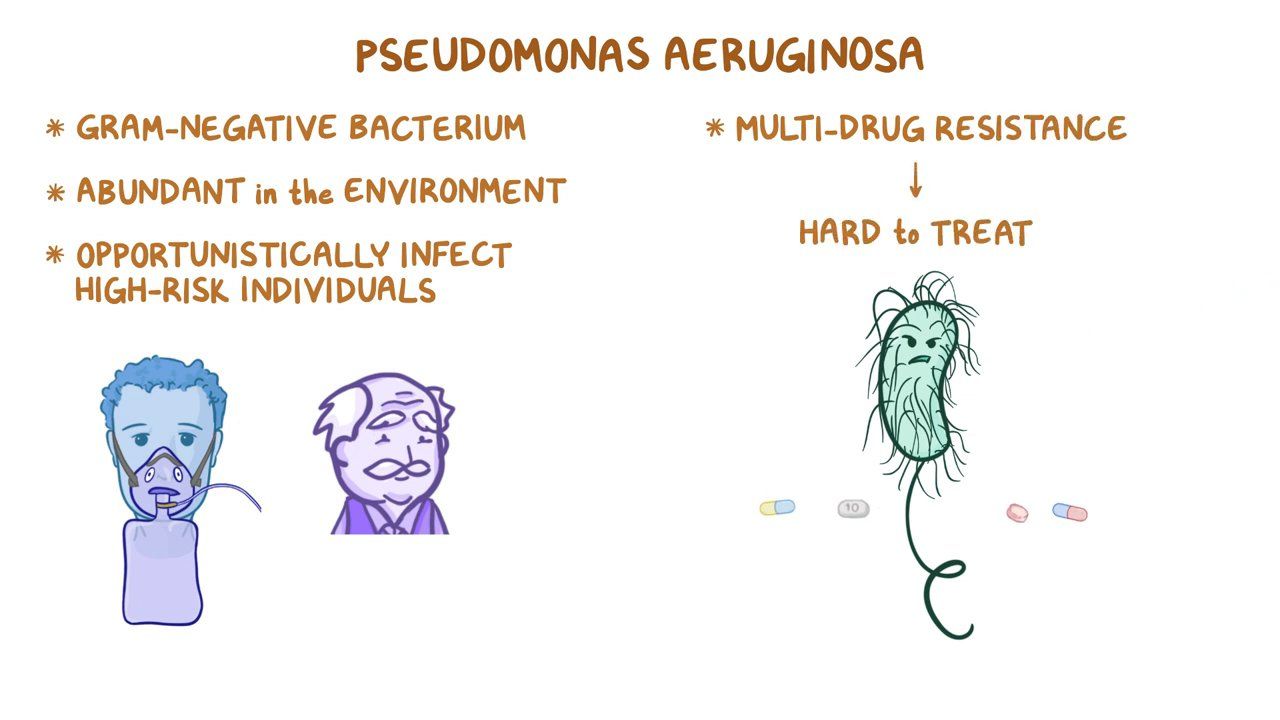 PSEUDOMONAS AERUGINOSA
* GRAM-NEGATIVE BACTERIUM
* ABUNDANT in the ENVIRONMENT
* OPPORTUNISTICALLY INFECT
HIGH-RISK INDIVIDUALS
* MULTI-DRUG RESISTANCE
↓
HARD to TREAT
10